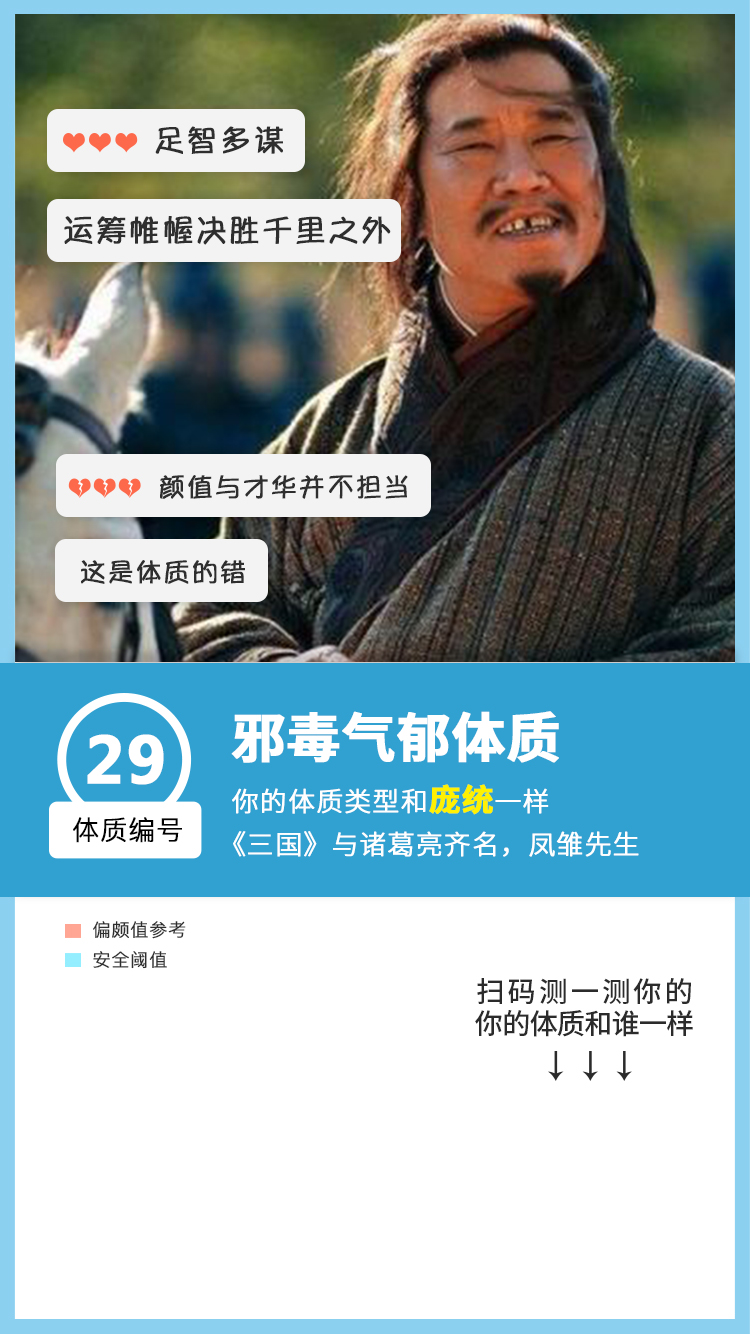 足智多谋
运筹帷幄决胜千里之外
颜值与才华并不担当
这是体质的错
29
体质编号
邪毒气郁体质
你的体质类型和庞统一样
《三国》与诸葛亮齐名，凤雏先生
偏颇值参考
安全阈值
扫码测一测你的
你的体质和谁一样
↓ ↓ ↓